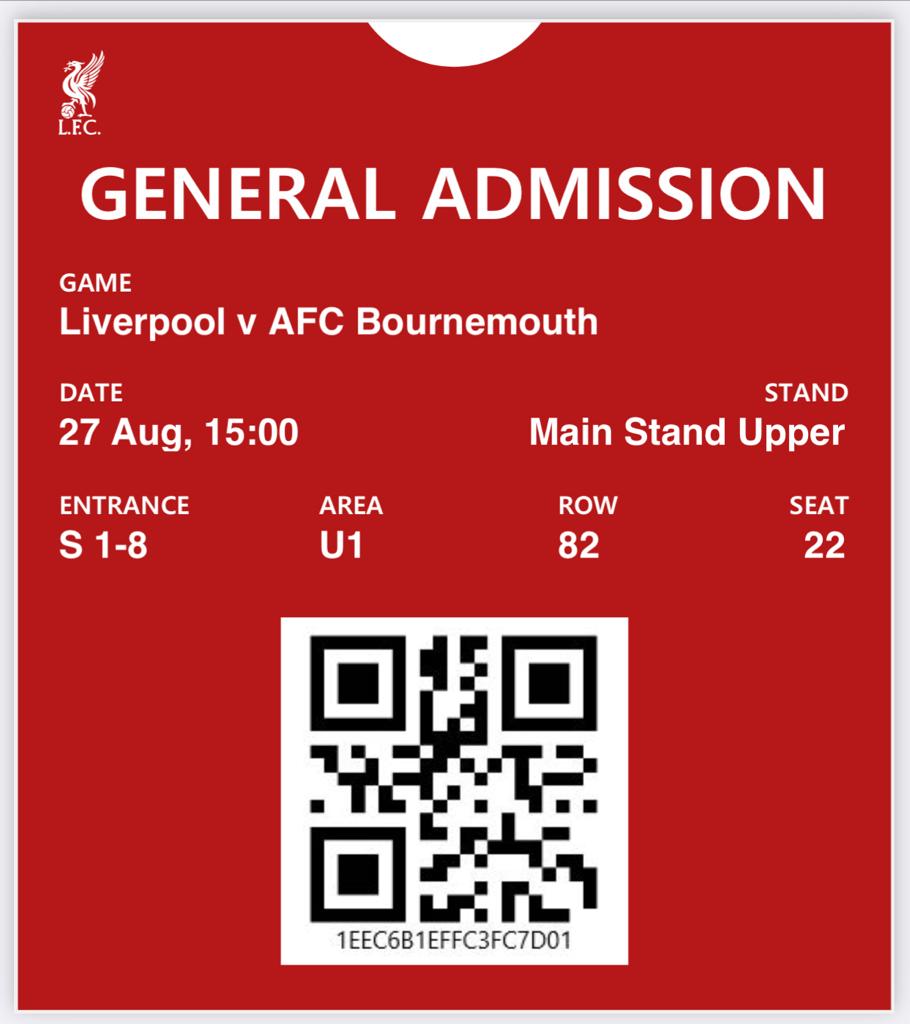 L.F.C.
GENERAL ADMISSION
GAME
Liverpool v AFC Bournemouth
DATE STAND
27 Aug, 15:00 Main Stand Upper
ENTRANCE AREA ROW SEAT
S 1-8 U1 82 22
1EEC6B1EFFC3FC7D01